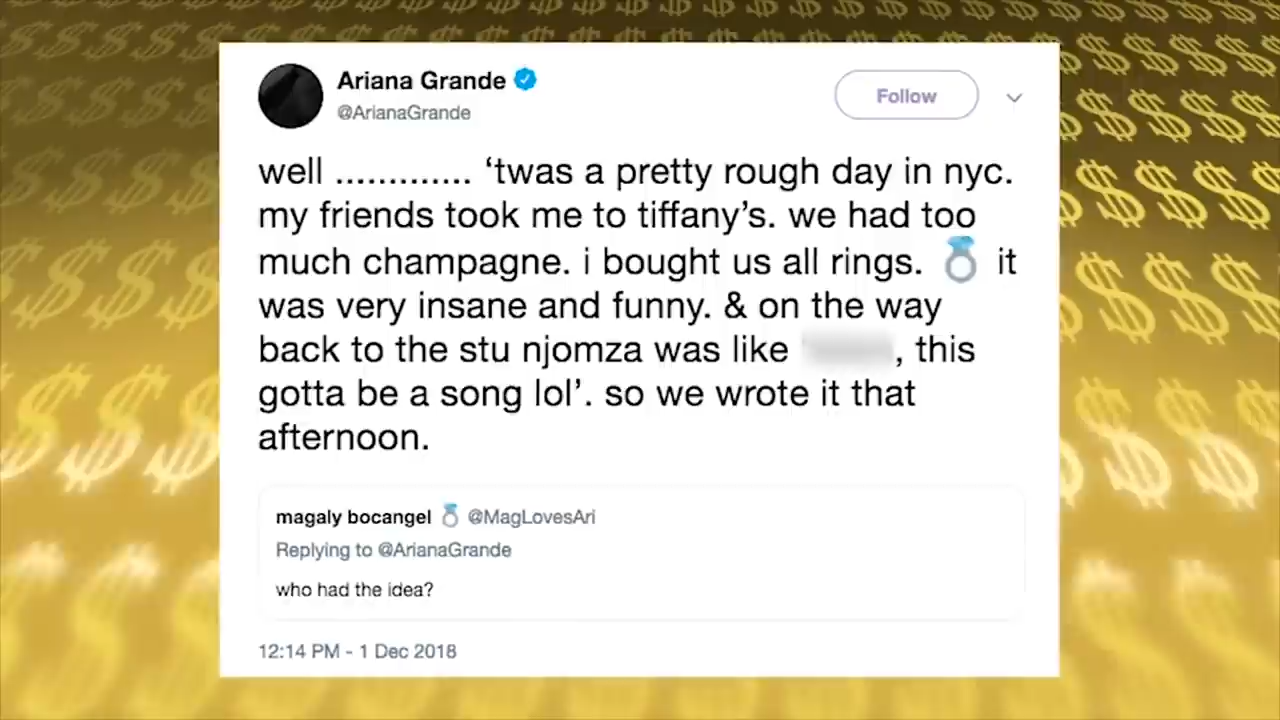 Ariana Grande
@ArianaGrande
Follow
well ............. ‘twas a pretty rough day in nyc.
my friends took me to tiffany’s. we had too
much champagne. i bought us all rings. 💍 it
was very insane and funny. & on the way
back to the stu njomza was like , this
gotta be a song lol’. so we wrote it that
afternoon.
magaly bocangel 💍 @MagLovesAri
Replying to @ArianaGrande
who had the idea?
12:14 PM - 1 Dec 2018